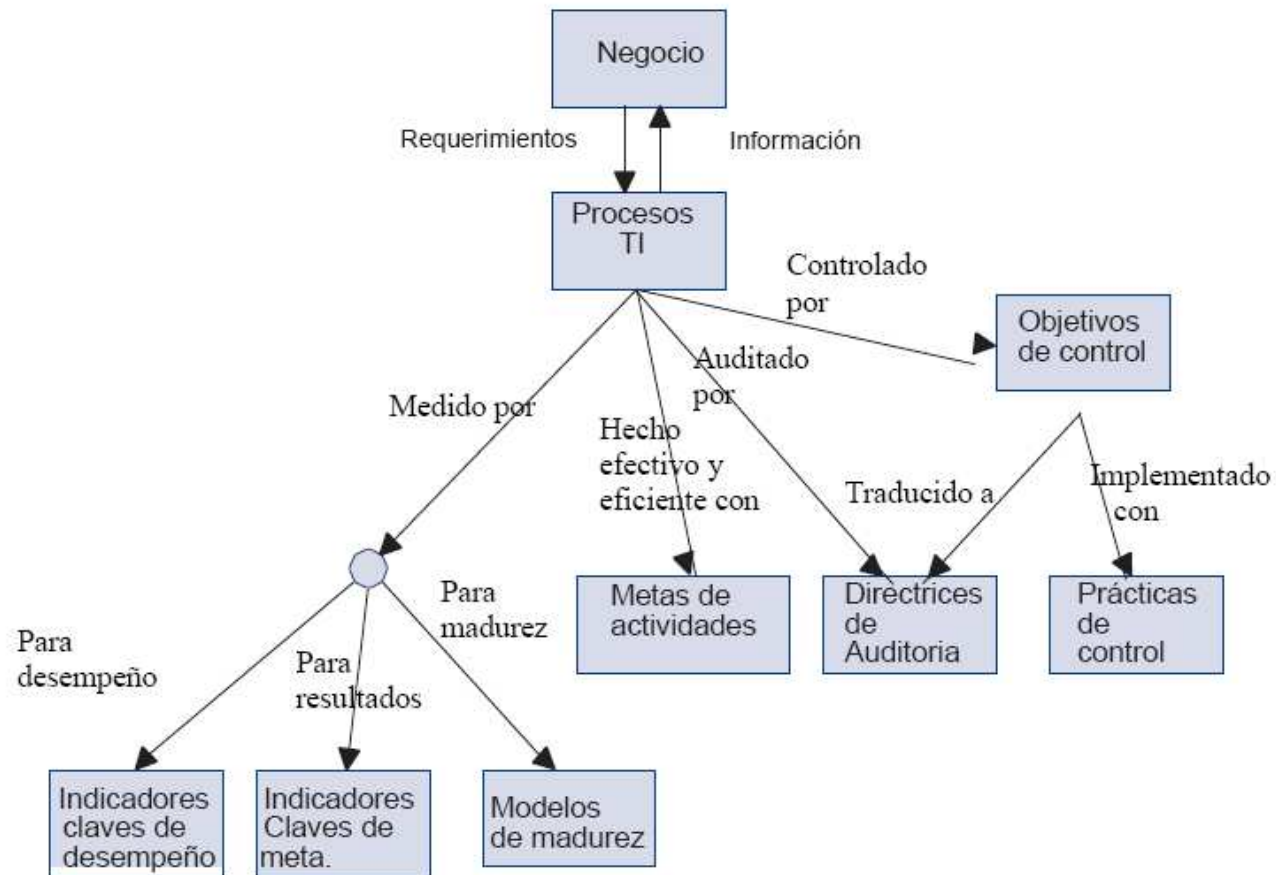 Negocio
Requerimientos
Información
Procesos
TI
Controlado
por
Objetivos
de control
Auditado
por
Medido por
Hecho
efectivo y
eficiente con
Traducido a
Implementado
con
Metas de
actividades
Directrices
de
Auditoria
Prácticas
de
control
Para
madurez
Para
desempeño
Para
resultados
Indicadores
claves de
desempeño
Indicadores
Claves de
meta.
Modelos
de madurez